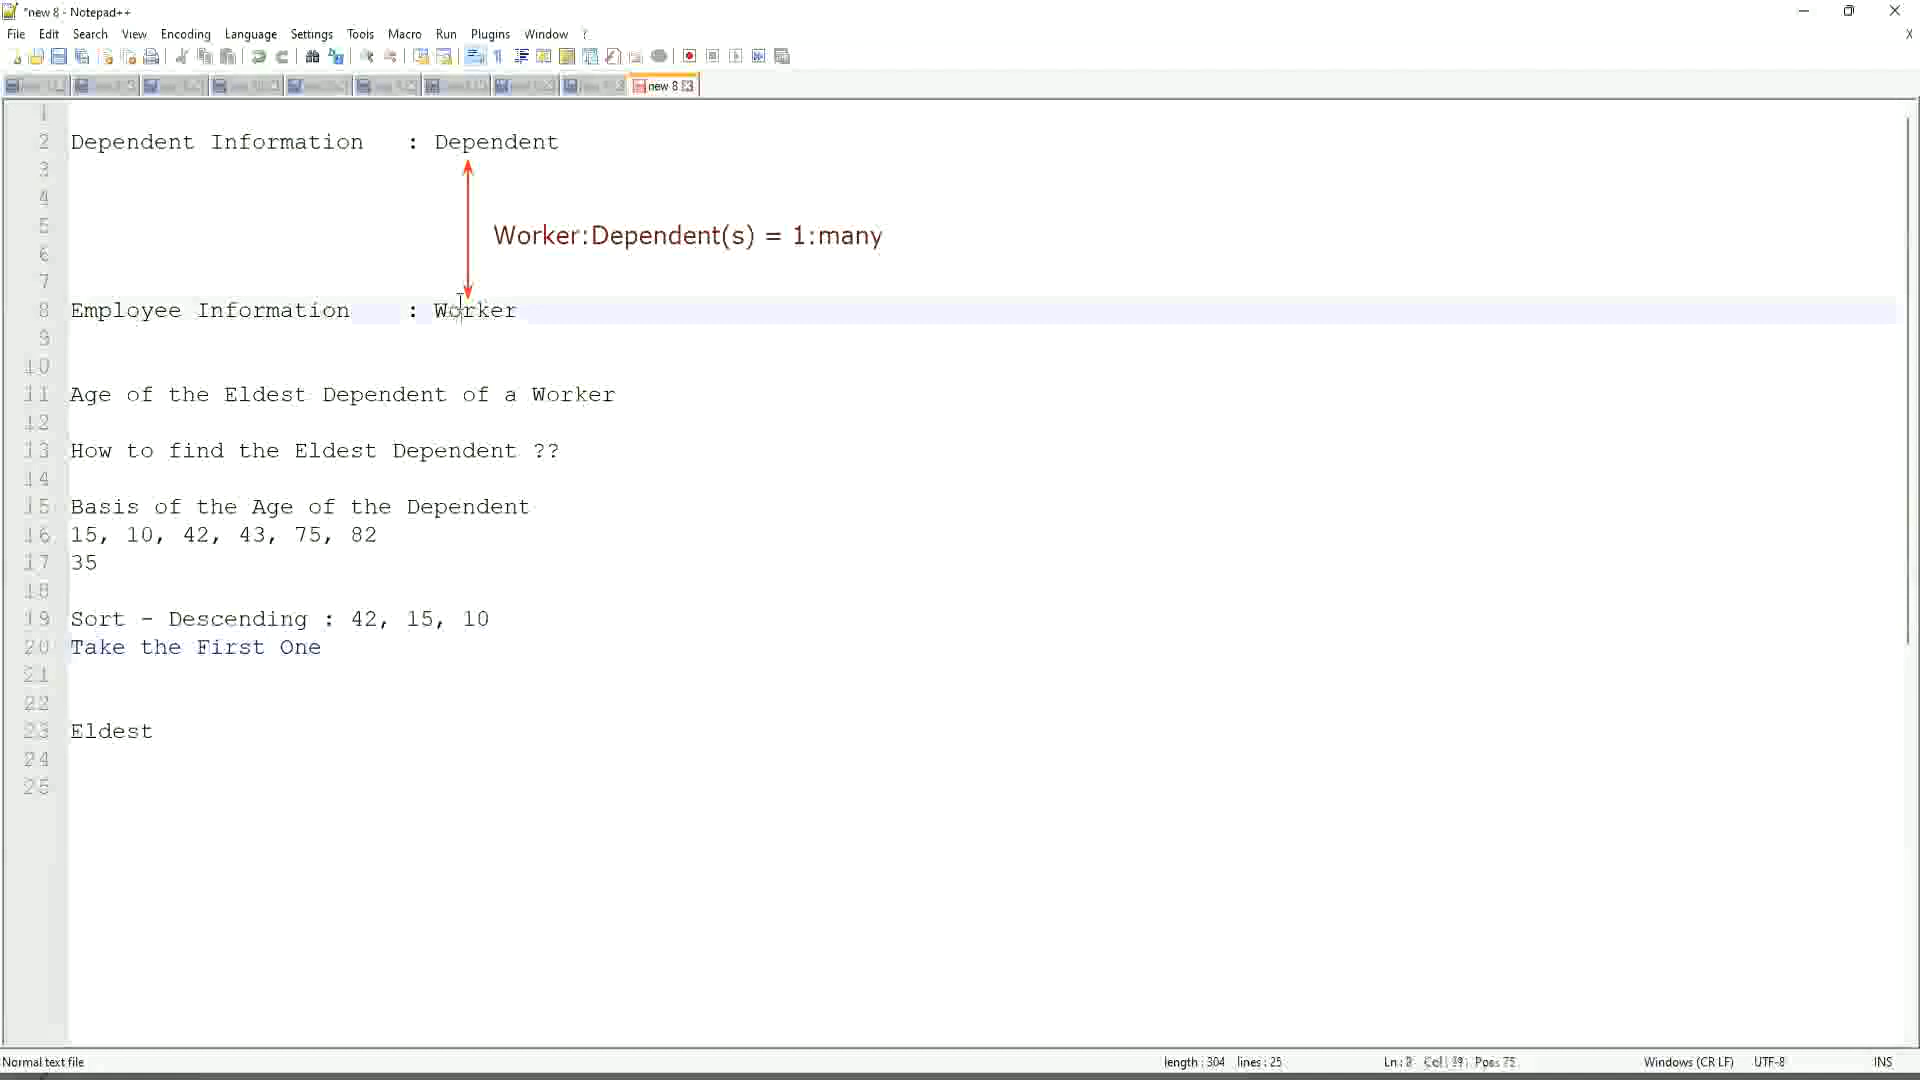 *new 8 - Notepad++
File Edit Search View Encoding Language Settings Tools Macro Run Plugins Window ?
X
new 8
1
2 Dependent Information : Dependent
3
4
5 Worker:Dependent(s) = 1:many
6
7
8 Employee Information : Worker
9
10
11 Age of the Eldest Dependent of a Worker
12
13 How to find the Eldest Dependent ??
14
15 Basis of the Age of the Dependent
16 15, 10, 42, 43, 75, 82
17 35
18
19 Sort - Descending : 42, 15, 10
20 Take the First One
21
22
23 Eldest
24
25
Normal text file length : 304 lines : 25 Windows (CR LF) UTF-8 INS